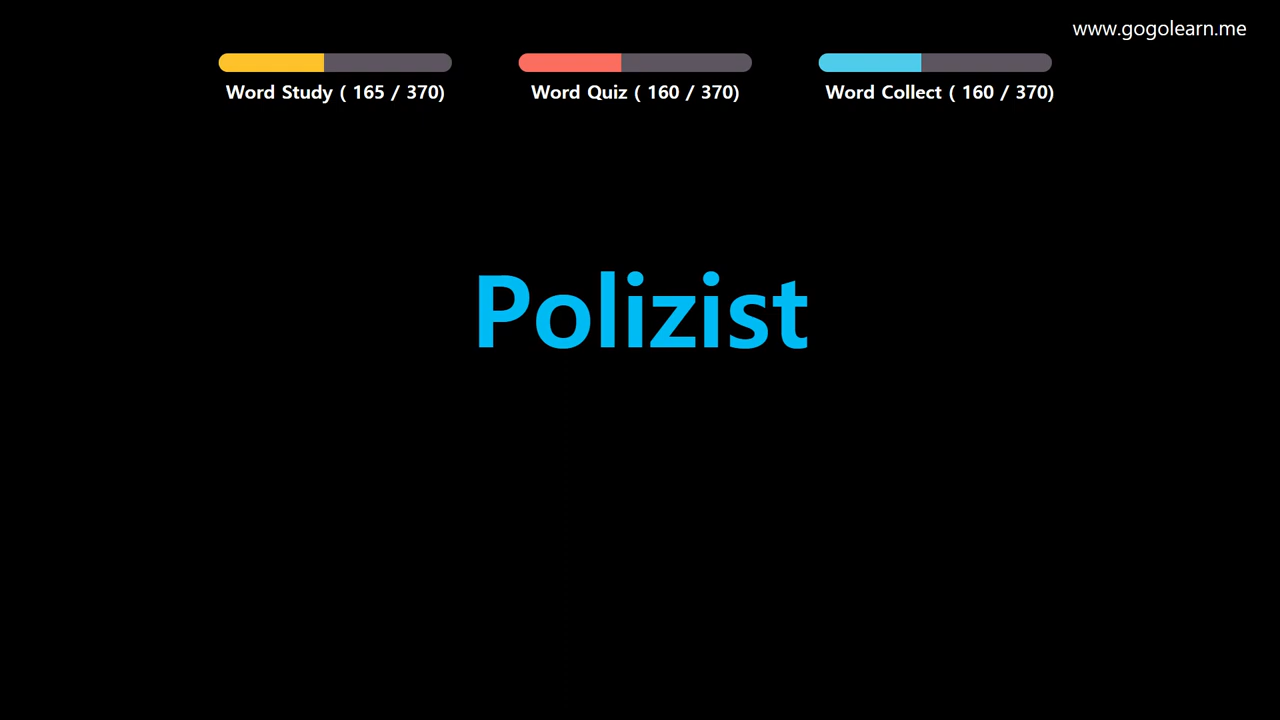 www.gogolearn.me
Word Study ( 165 / 370)
Word Quiz ( 160 / 370)
Word Collect ( 160 / 370)
Polizist